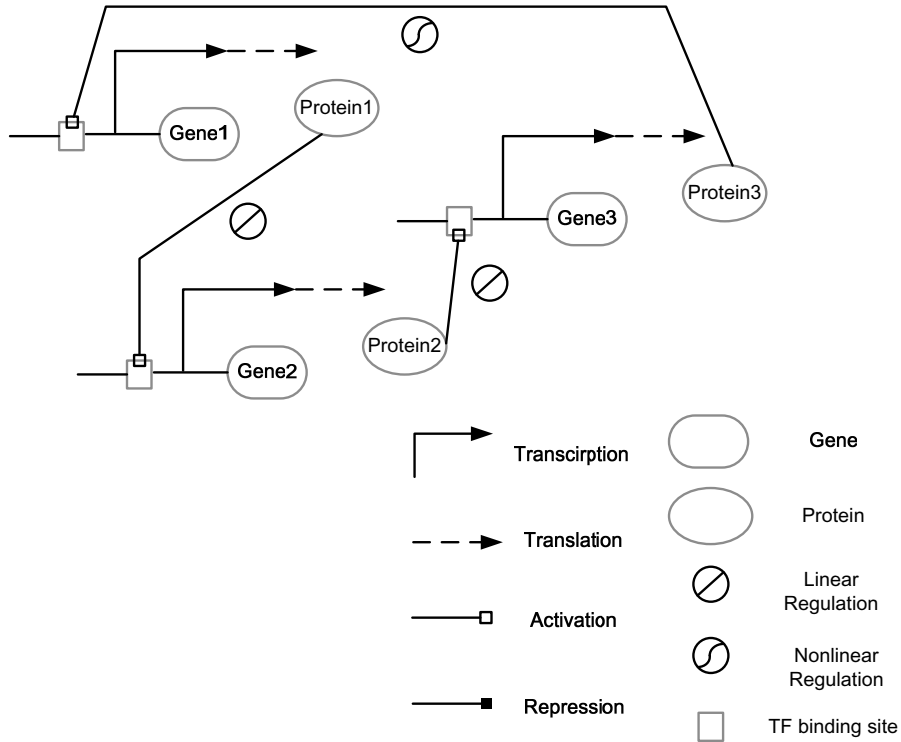 Protein1
Gene1
Protein3
Gene3
Protein2
Gene2
Transcirption
Gene
Protein
Translation
Linear
Regulation
Activation
Nonlinear
Regulation
Repression
TF binding site